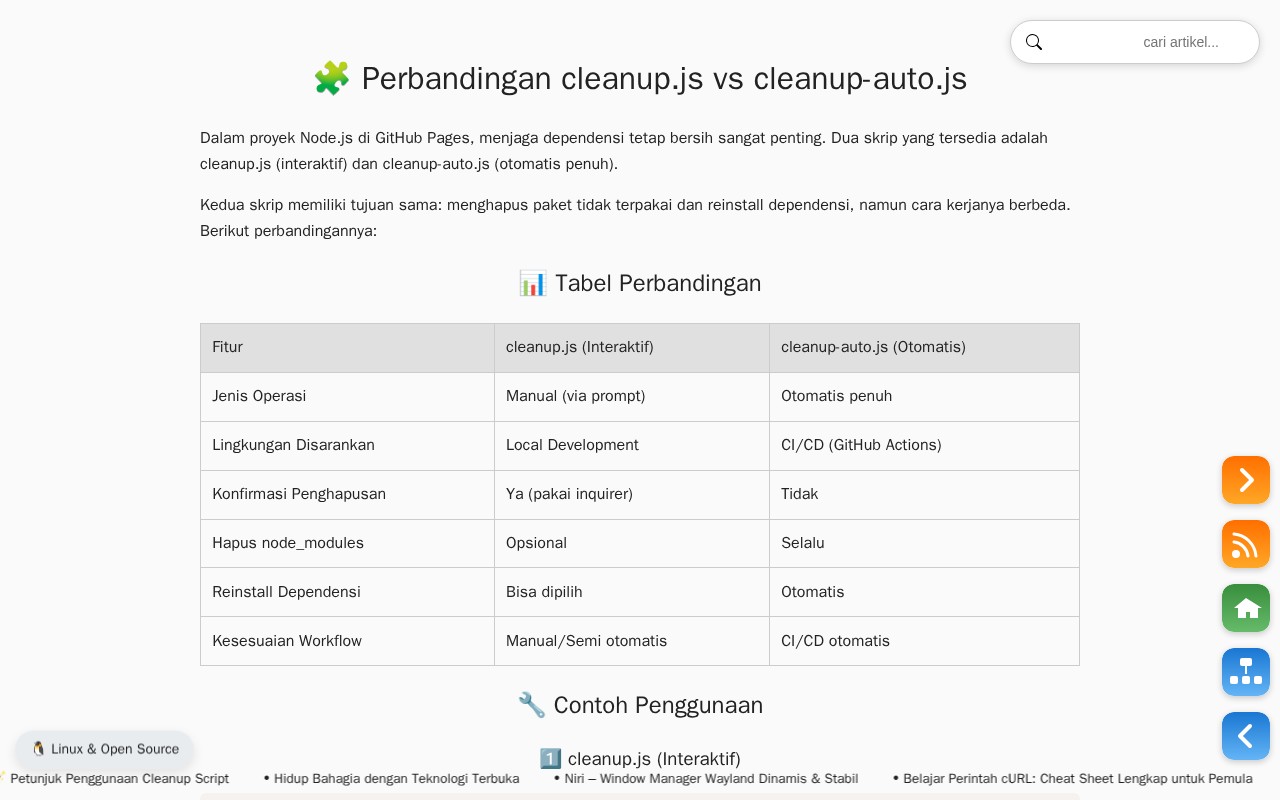 cari artikel...
🧩 Perbandingan cleanup.js vs cleanup-auto.js
Dalam proyek Node.js di GitHub Pages, menjaga dependensi tetap bersih sangat penting. Dua skrip yang tersedia adalah
cleanup.js (interaktif) dan cleanup-auto.js (otomatis penuh).
Kedua skrip memiliki tujuan sama: menghapus paket tidak terpakai dan reinstall dependensi, namun cara kerjanya berbeda.
Berikut perbandingannya:
📊 Tabel Perbandingan
Fitur cleanup.js (Interaktif) cleanup-auto.js (Otomatis)
Jenis Operasi Manual (via prompt) Otomatis penuh
Lingkungan Disarankan Local Development CI/CD (GitHub Actions)
Konfirmasi Penghapusan Ya (pakai inquirer) Tidak
Hapus node_modules Opsional Selalu
Reinstall Dependensi Bisa dipilih Otomatis
Kesesuaian Workflow Manual/Semi otomatis CI/CD otomatis
🔧 Contoh Penggunaan
1️⃣ cleanup.js (Interaktif)
🐧 Linux & Open Source
Petunjuk Penggunaan Cleanup Script • Hidup Bahagia dengan Teknologi Terbuka • Niri – Window Manager Wayland Dinamis & Stabil • Belajar Perintah cURL: Cheat Sheet Lengkap untuk Pemula